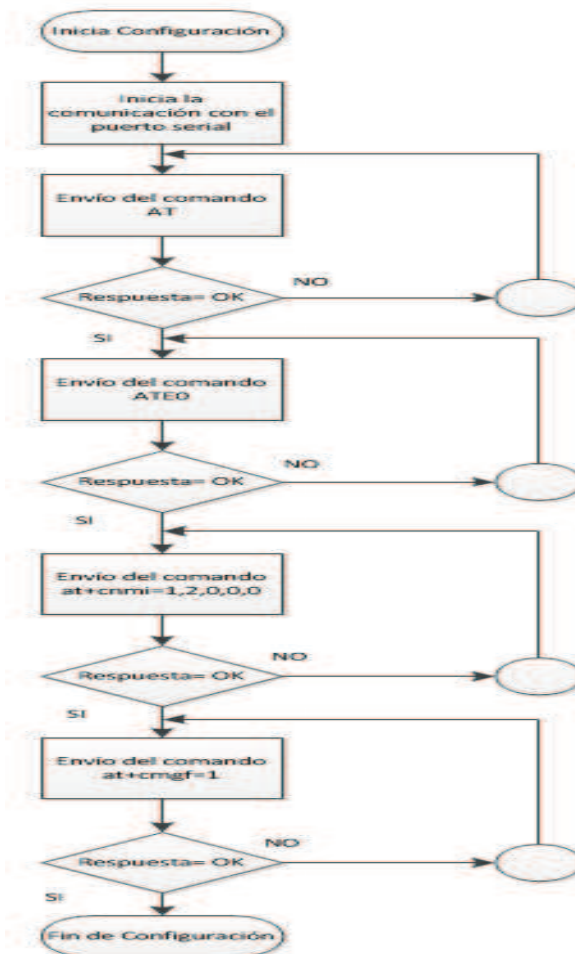 Inicia Configuración
Inicia la
comunicación con el
puerto serial
Envío del comando
AT
Respuesta= OK
NO
SI
Envío del comando
ATE0
Respuesta= OK
NO
SI
Envío del comando
at+cnmi=1,2,0,0,0
Respuesta= OK
NO
SI
Envío del comando
at+cmgf=1
Respuesta= OK
NO
SI
Fin de Configuración